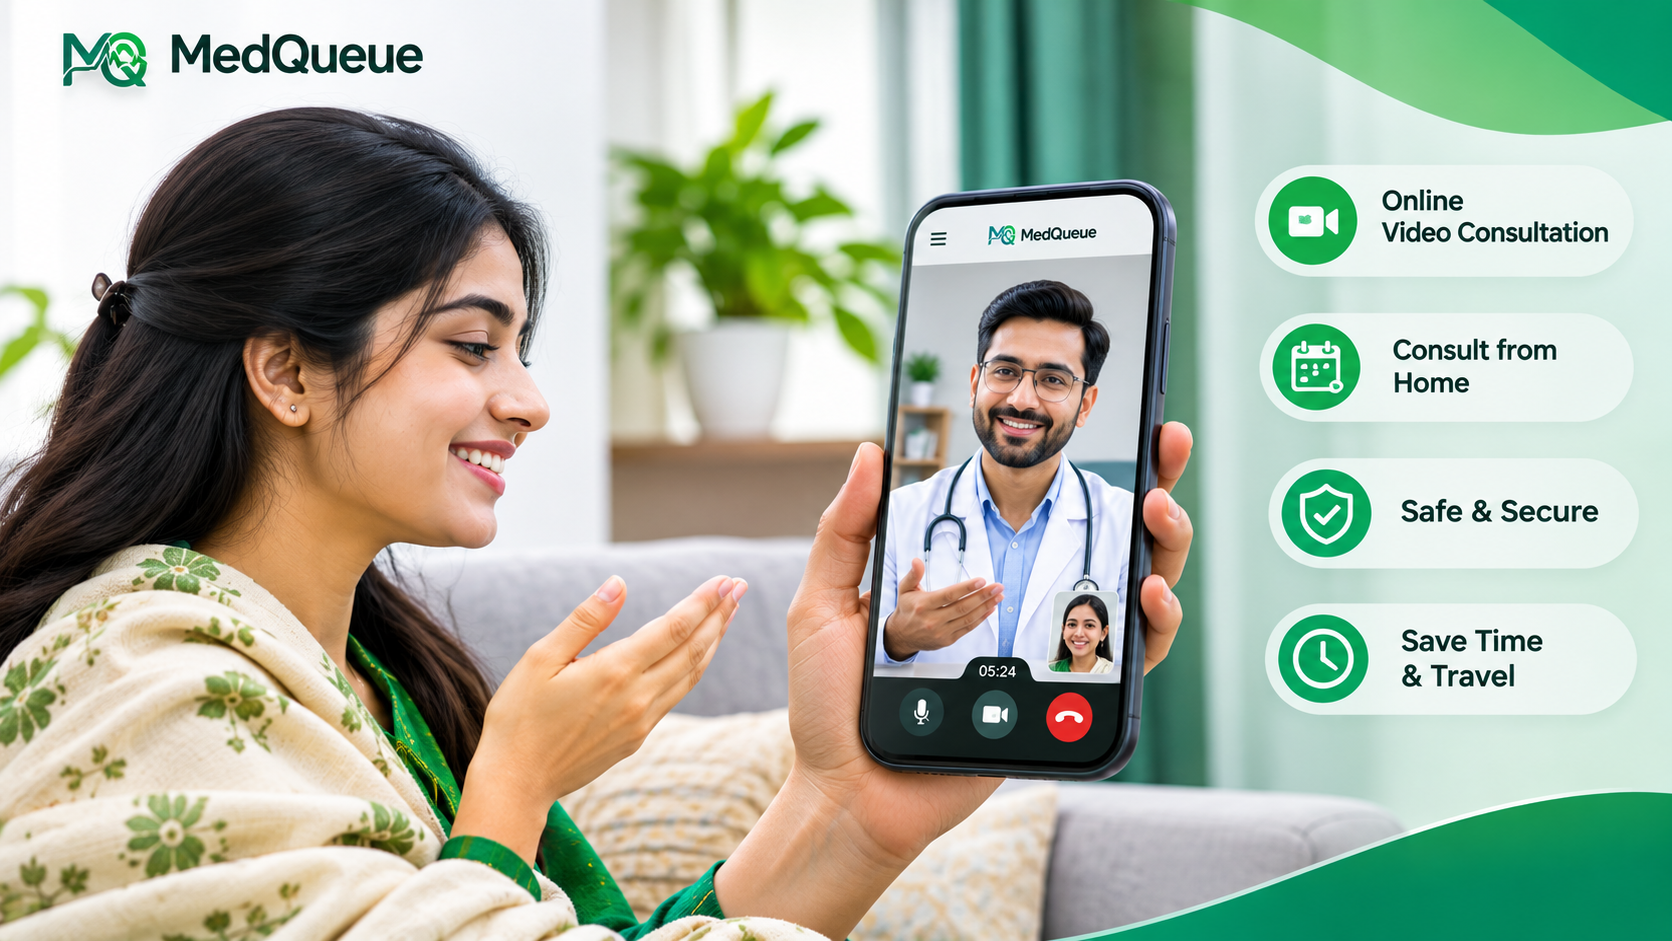 MedQueue
MedQueue
05:24
Online
Video Consultation
Consult from
Home
Safe & Secure
Save Time
& Travel